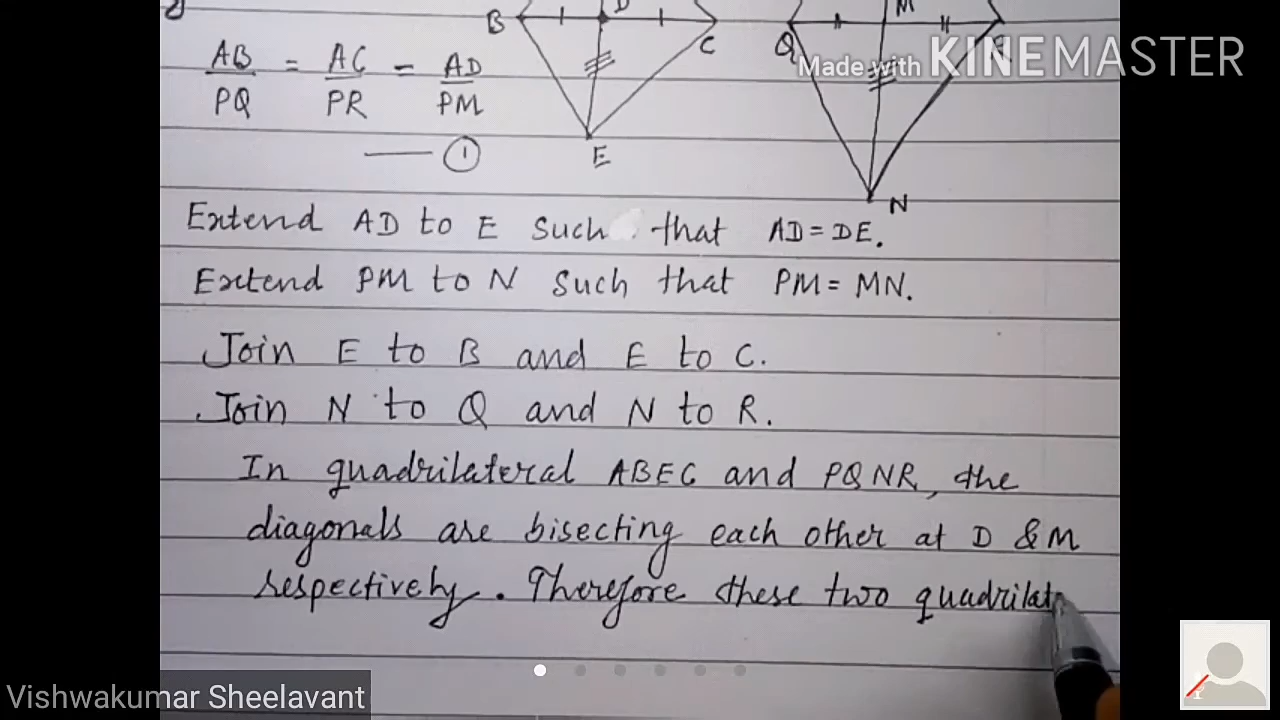 B D C Q M R
Made with KINEMASTER
AB/PQ = AC/PR = AD/PM
— ①
E
N
Extend AD to E such that AD = DE.
Extend PM to N such that PM = MN.
Join E to B and E to C.
Join N to Q and N to R.
In quadrilateral ABEC and PQNR, the
diagonals are bisecting each other at D & M
respectively. Therefore these two quadrilat
Vishwakumar Sheelavant